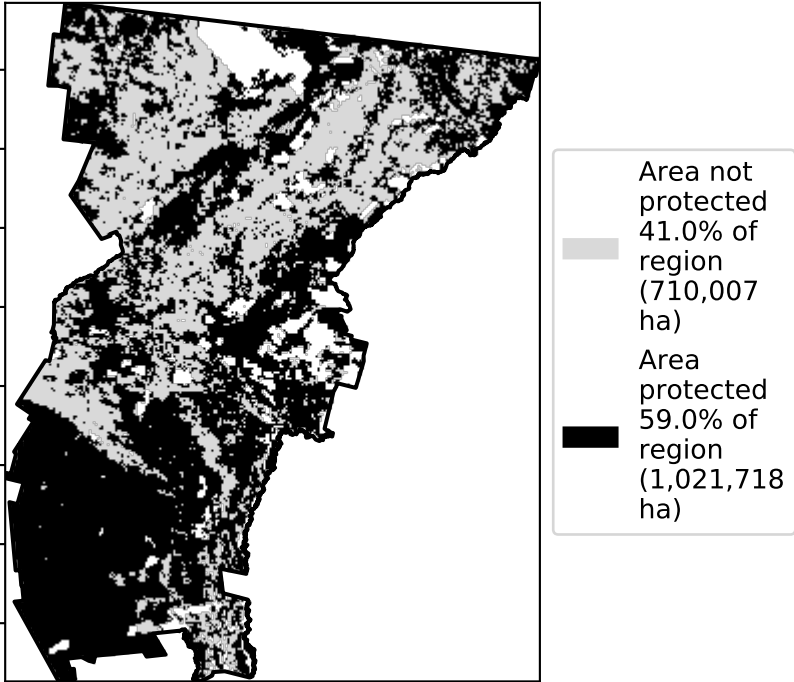 Area not
protected
41.0% of
region
(710,007
ha)
Area
protected
59.0% of
region
(1,021,718
ha)